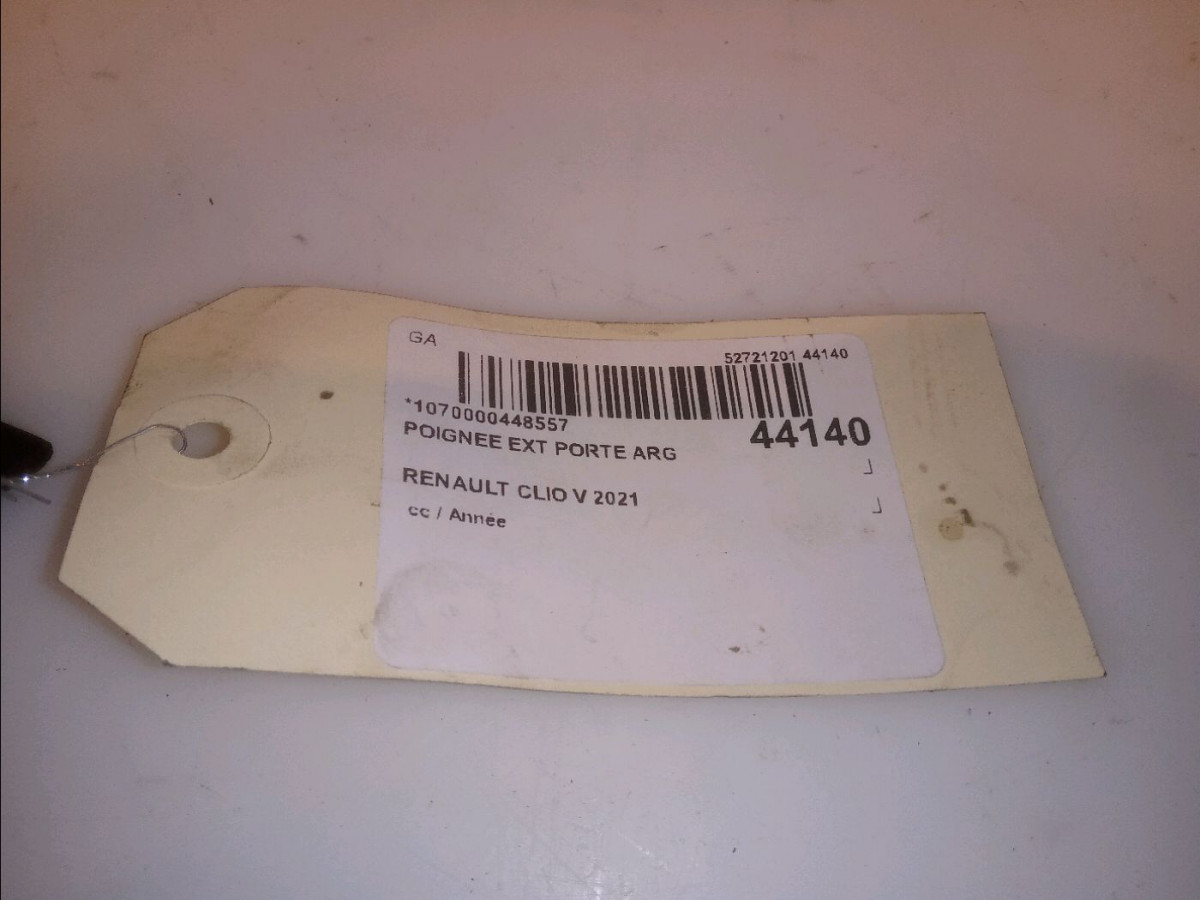 GA
52721201 44140
*1070000448557
44140
POIGNEE EXT PORTE ARG
RENAULT CLIO V 2021
cc / Année